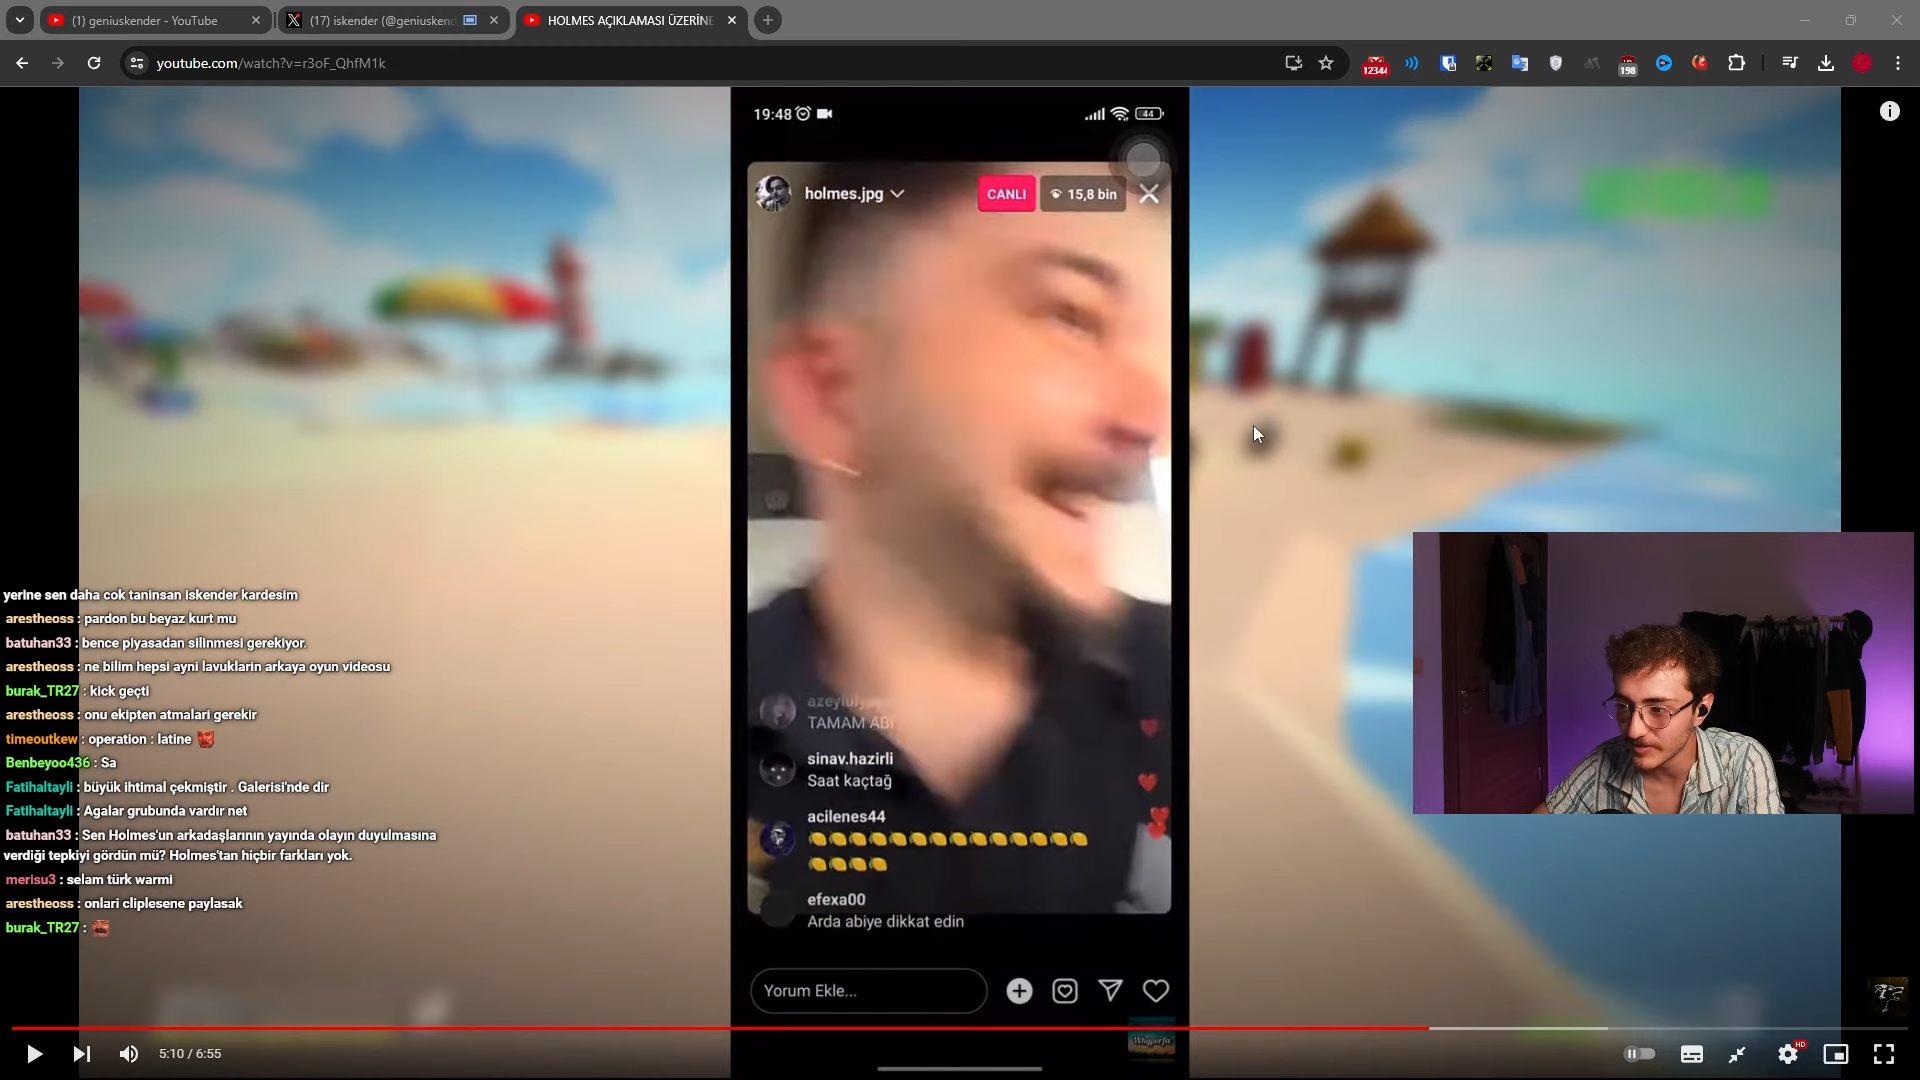 (1) geniuskender - YouTube
(17) iskender (@geniuskend
HOLMES AÇIKLAMASI ÜZERİNE
youtube.com/watch?v=r3oF_QhfM1k
12344
198
19:48
44
holmes.jpg
CANLI
15,8 bin
TAMAM ABİ
sinav.hazirli
Saat kaçtağ
acilenes44
🍋🍋🍋🍋🍋🍋🍋🍋🍋🍋🍋🍋🍋🍋
🍋🍋🍋🍋
efexa00
Arda abiye dikkat edin
Yorum Ekle...
yerine sen daha cok taninsan iskender kardesim
arestheoss : pardon bu beyaz kurt mu
batuhan33 : bence piyasadan silinmesi gerekiyor.
arestheoss : ne bilim hepsi ayni lavuklarin arkaya oyun videosu
burak_TR27 : kick geçti
arestheoss : onu ekipten atmalari gerekir
timeoutkew : operation : latine
Benbeyoo436 : Sa
Fatihaltayli : büyük ihtimal çekmiştir . Galerisi'nde dir
Fatihaltayli : Agalar grubunda vardır net
batuhan33 : Sen Holmes'un arkadaşlarının yayında olayın duyulmasına
verdiği tepkiyi gördün mü? Holmes'tan hiçbir farkları yok.
merisu3 : selam türk warmi
arestheoss : onlari cliplesene paylasak
burak_TR27 :
5:10 / 6:55
HD